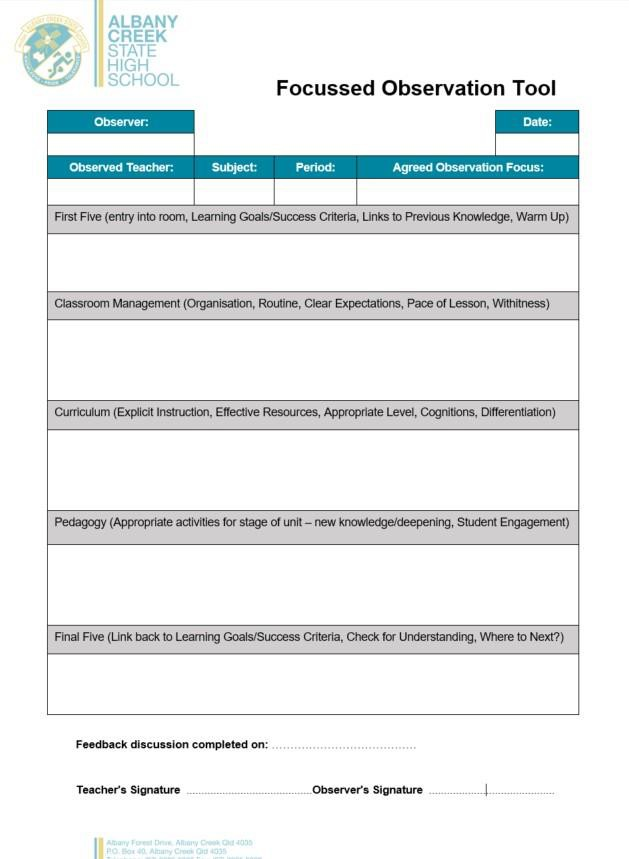 ALBANY
CREEK
STATE
HIGH
SCHOOL
Focussed Observation Tool
Observer: Date:
Observed Teacher: Subject: Period: Agreed Observation Focus:
First Five (entry into room, Learning Goals/Success Criteria, Links to Previous Knowledge, Warm Up)
Classroom Management (Organisation, Routine, Clear Expectations, Pace of Lesson, Withitness)
Curriculum (Explicit Instruction, Effective Resources, Appropriate Level, Cognitions, Differentiation)
Pedagogy (Appropriate activities for stage of unit – new knowledge/deepening, Student Engagement)
Final Five (Link back to Learning Goals/Success Criteria, Check for Understanding, Where to Next?)
Feedback discussion completed on: ……………………………………
Teacher's Signature ..........................................Observer's Signature ..........................................
Albany Forest Drive, Albany Creek Qld 4035
P.O. Box 40, Albany Creek Qld 4035